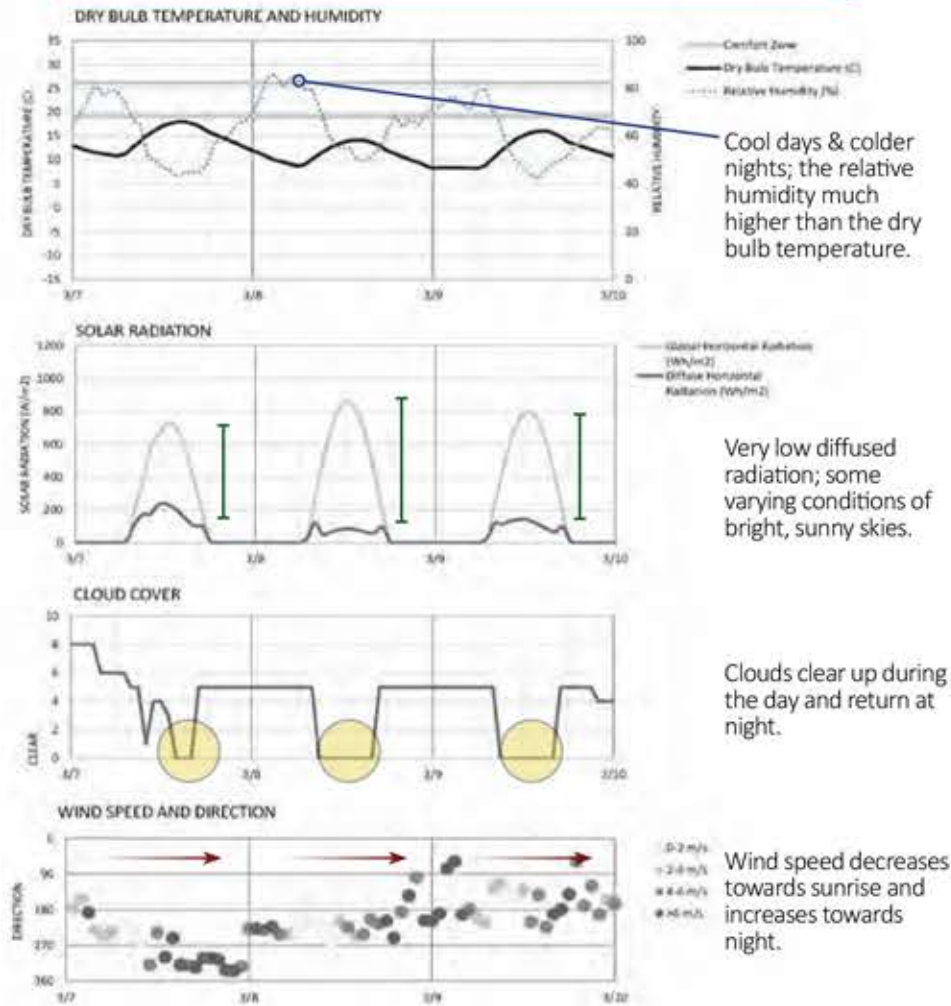 DRY BULB TEMPERATURE AND HUMIDITY
35
30
25
20
15
10
5
0
-5
-10
-15
DRY BULB TEMPERATURE (C)
100
80
60
40
20
0
RELATIVE HUMIDITY
3/7
3/8
3/9
3/10
Comfort Zone
Dry Bulb Temperature (C)
Relative Humidity (%)
Cool days & colder
nights; the relative
humidity much
higher than the dry
bulb temperature.
SOLAR RADIATION
1200
1000
800
600
400
200
0
SOLAR RADIATION (W/m2)
3/7
3/8
3/9
3/10
Global Horizontal Radiation
(Wh/m2)
Diffuse Horizontal
Radiation (Wh/m2)
Very low diffused
radiation; some
varying conditions of
bright, sunny skies.
CLOUD COVER
10
8
6
4
2
0
CLEAR
3/7
3/8
3/9
3/10
Clouds clear up during
the day and return at
night.
WIND SPEED AND DIRECTION
90
180
270
360
DIRECTION
3/7
3/8
3/9
3/10
0-2 m/s
>6 m/s
Wind speed decreases
towards sunrise and
increases towards
night.